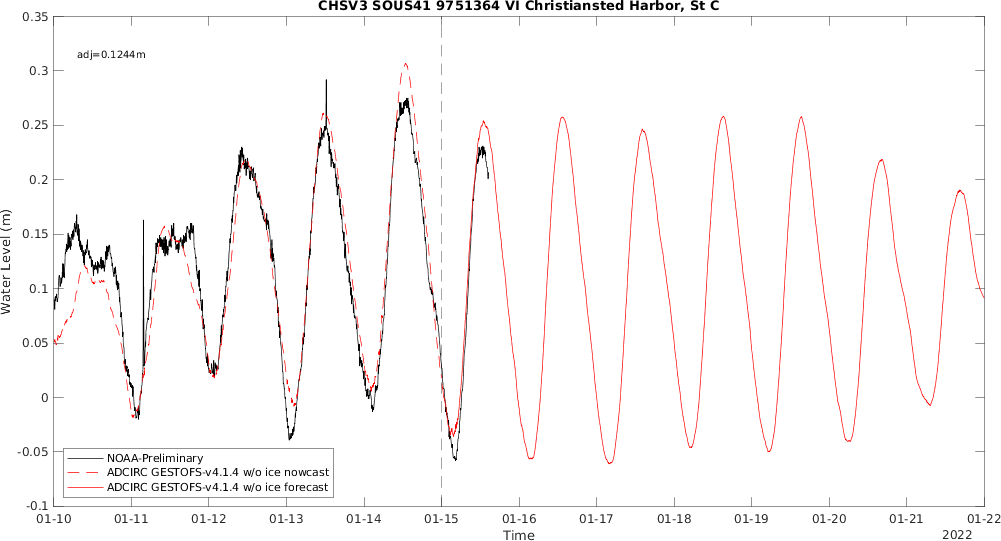 CHSV3 SOUS41 9751364 VI Christiansted Harbor, St C
adj=0.1244m
0.35
0.3
0.25
0.2
0.15
0.1
0.05
0
-0.05
-0.1
Water Level (m)
NOAA-Preliminary
ADCIRC GESTOFS-v4.1.4 w/o ice nowcast
ADCIRC GESTOFS-v4.1.4 w/o ice forecast
01-10 01-11 01-12 01-13 01-14 01-15 01-16 01-17 01-18 01-19 01-20 01-21 01-22
Time
2022